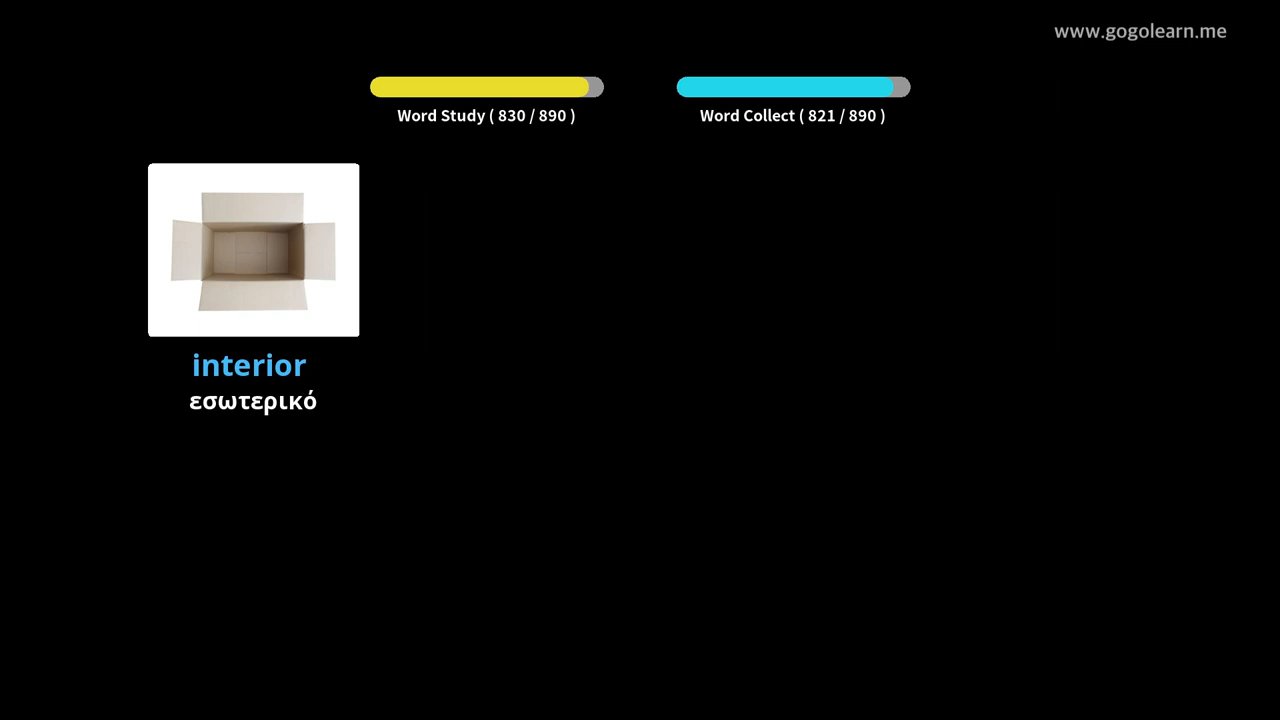 www.gogolearn.me
Word Study ( 830 / 890 )
Word Collect ( 821 / 890 )
interior
εσωτερικό